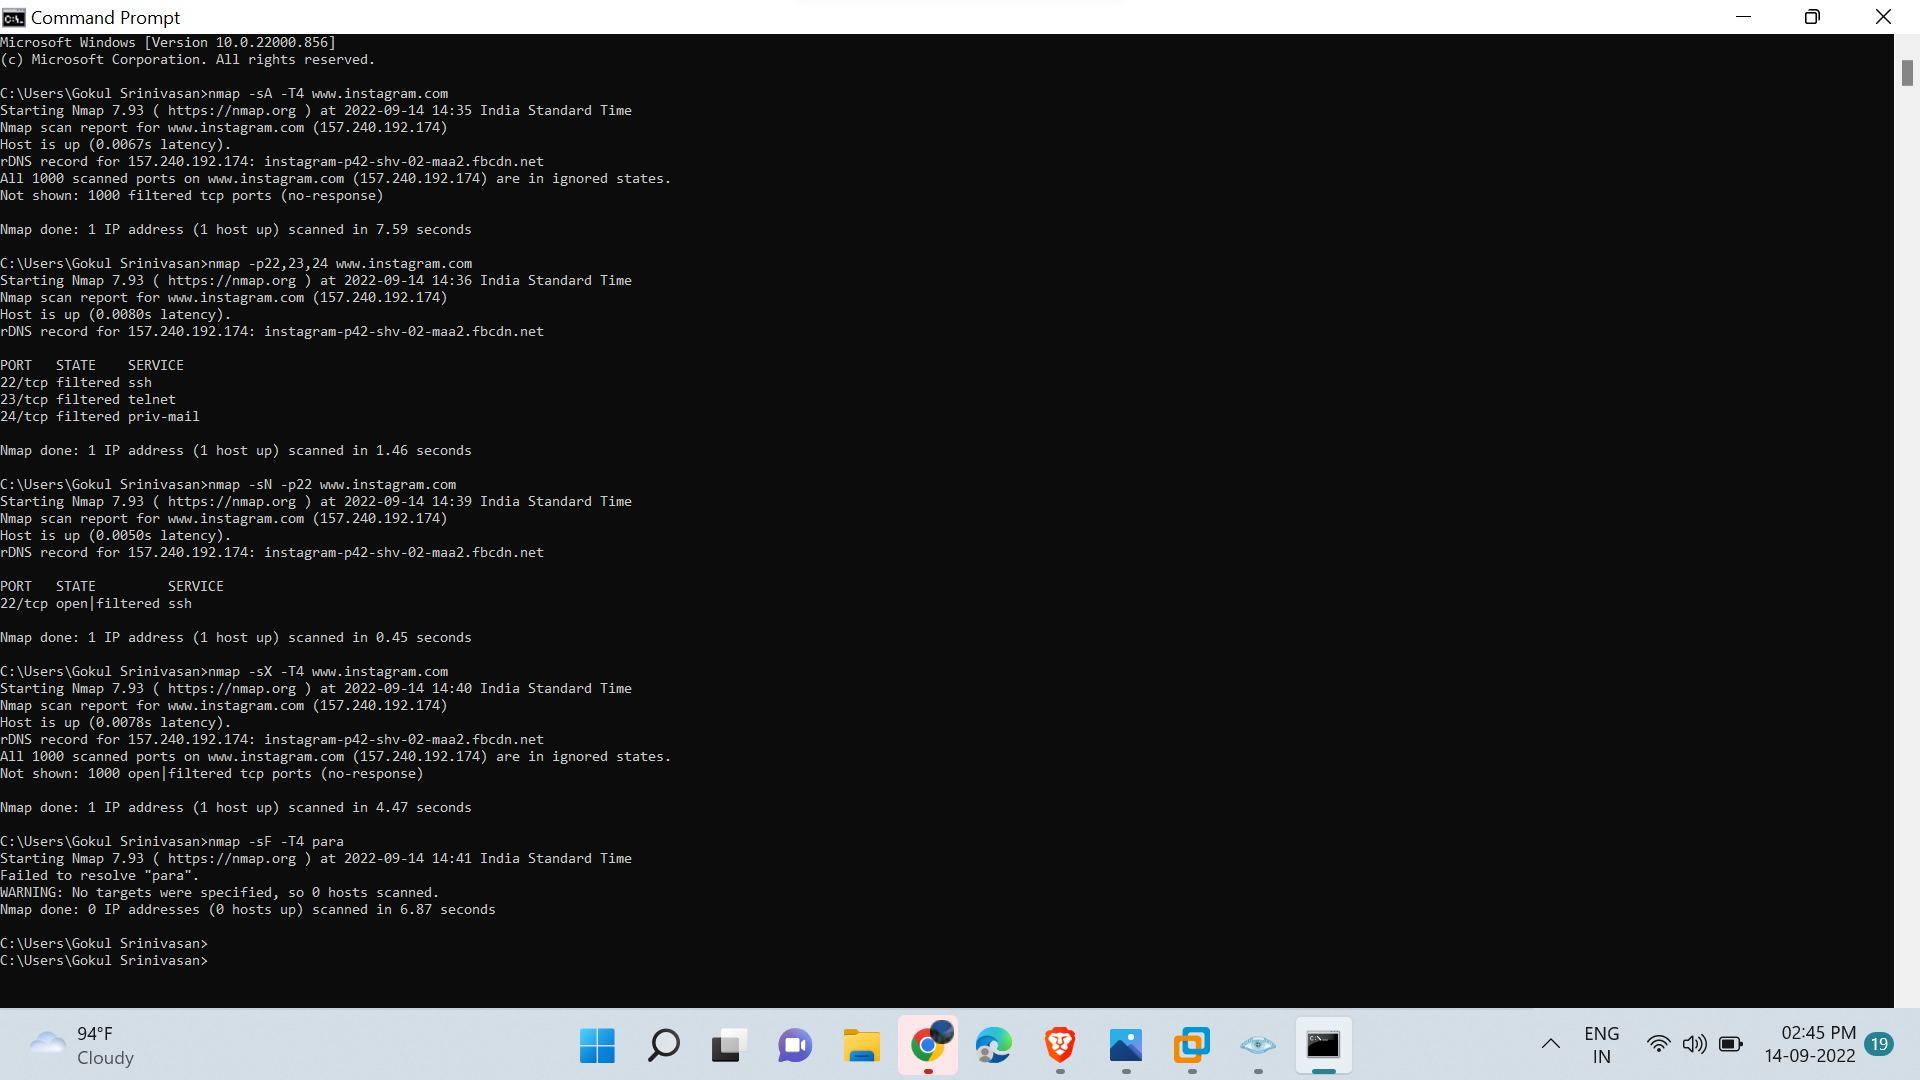 Command Prompt
Microsoft Windows [Version 10.0.22000.856]
(c) Microsoft Corporation. All rights reserved.
C:\Users\Gokul Srinivasan>nmap -sA -T4 www.instagram.com
Starting Nmap 7.93 ( https://nmap.org ) at 2022-09-14 14:35 India Standard Time
Nmap scan report for www.instagram.com (157.240.192.174)
Host is up (0.0067s latency).
rDNS record for 157.240.192.174: instagram-p42-shv-02-maa2.fbcdn.net
All 1000 scanned ports on www.instagram.com (157.240.192.174) are in ignored states.
Not shown: 1000 filtered tcp ports (no-response)
Nmap done: 1 IP address (1 host up) scanned in 7.59 seconds
C:\Users\Gokul Srinivasan>nmap -p22,23,24 www.instagram.com
Starting Nmap 7.93 ( https://nmap.org ) at 2022-09-14 14:36 India Standard Time
Nmap scan report for www.instagram.com (157.240.192.174)
Host is up (0.0080s latency).
rDNS record for 157.240.192.174: instagram-p42-shv-02-maa2.fbcdn.net
PORT   STATE    SERVICE
22/tcp filtered ssh
23/tcp filtered telnet
24/tcp filtered priv-mail
Nmap done: 1 IP address (1 host up) scanned in 1.46 seconds
C:\Users\Gokul Srinivasan>nmap -sN -p22 www.instagram.com
Starting Nmap 7.93 ( https://nmap.org ) at 2022-09-14 14:39 India Standard Time
Nmap scan report for www.instagram.com (157.240.192.174)
Host is up (0.0050s latency).
rDNS record for 157.240.192.174: instagram-p42-shv-02-maa2.fbcdn.net
PORT   STATE         SERVICE
22/tcp open|filtered ssh
Nmap done: 1 IP address (1 host up) scanned in 0.45 seconds
C:\Users\Gokul Srinivasan>nmap -sX -T4 www.instagram.com
Starting Nmap 7.93 ( https://nmap.org ) at 2022-09-14 14:40 India Standard Time
Nmap scan report for www.instagram.com (157.240.192.174)
Host is up (0.0078s latency).
rDNS record for 157.240.192.174: instagram-p42-shv-02-maa2.fbcdn.net
All 1000 scanned ports on www.instagram.com (157.240.192.174) are in ignored states.
Not shown: 1000 open|filtered tcp ports (no-response)
Nmap done: 1 IP address (1 host up) scanned in 4.47 seconds
C:\Users\Gokul Srinivasan>nmap -sF -T4 para
Starting Nmap 7.93 ( https://nmap.org ) at 2022-09-14 14:41 India Standard Time
Failed to resolve "para".
WARNING: No targets were specified, so 0 hosts scanned.
Nmap done: 0 IP addresses (0 hosts up) scanned in 6.87 seconds
C:\Users\Gokul Srinivasan>
C:\Users\Gokul Srinivasan>
94°F
Cloudy
ENG
IN
02:45 PM
14-09-2022
19